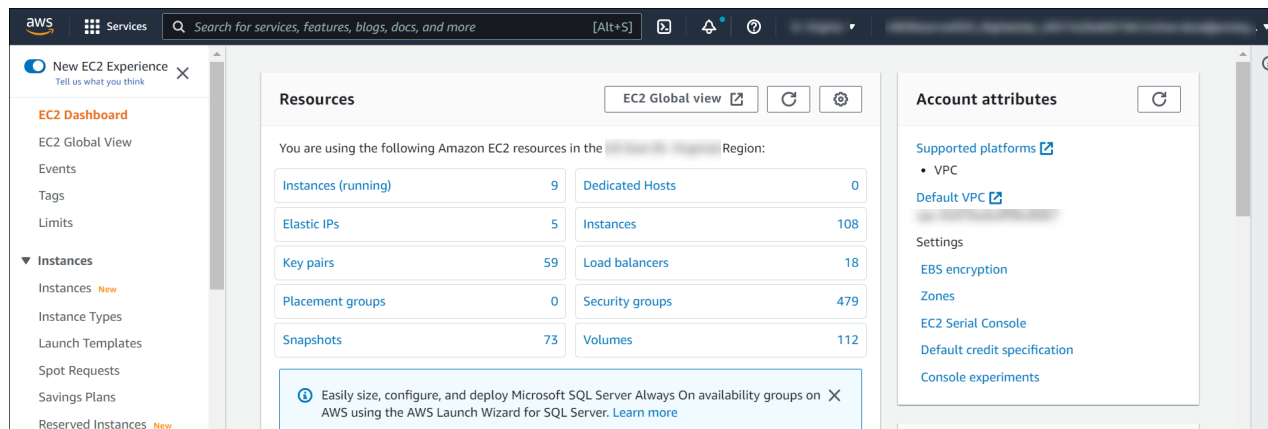 aws
Services
Search for services, features, blogs, docs, and more
[Alt+S]
New EC2 Experience
Tell us what you think
EC2 Dashboard
EC2 Global View
Events
Tags
Limits
Instances
Instances New
Instance Types
Launch Templates
Spot Requests
Savings Plans
Reserved Instances New
Resources
EC2 Global view
You are using the following Amazon EC2 resources in the Region:
Instances (running) 9
Dedicated Hosts 0
Elastic IPs 5
Instances 108
Key pairs 59
Load balancers 18
Placement groups 0
Security groups 479
Snapshots 73
Volumes 112
Easily size, configure, and deploy Microsoft SQL Server Always On availability groups on
AWS using the AWS Launch Wizard for SQL Server. Learn more
Account attributes
Supported platforms
• VPC
Default VPC
Settings
EBS encryption
Zones
EC2 Serial Console
Default credit specification
Console experiments